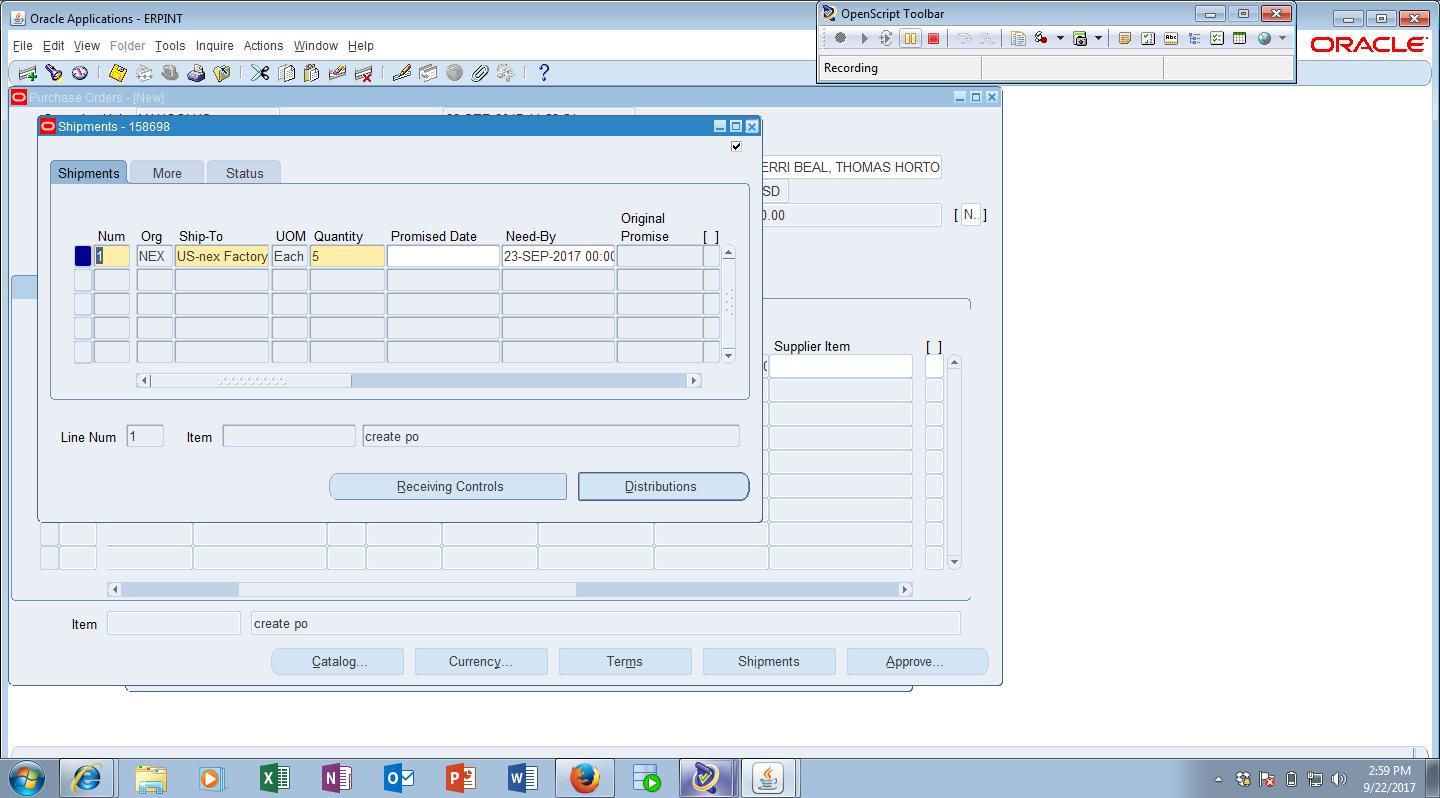 Oracle Applications - ERPINT
OpenScript Toolbar
File Edit View Folder Tools Inquire Actions Window Help
ORACLE
Recording
Purchase Orders - [New]
Shipments - 158698
Shipments More Status
ERRI BEAL, THOMAS HORTO
SD
0.00 [ N.. ]
Original
Num Org Ship-To UOM Quantity Promised Date Need-By Promise [ ]
1 NEX US-nex Factory Each 5 23-SEP-2017 00:00
Supplier Item [ ]
Line Num 1 Item create po
Receiving Controls Distributions
Item create po
Catalog... Currency... Terms Shipments Approve...
2:59 PM
9/22/2017